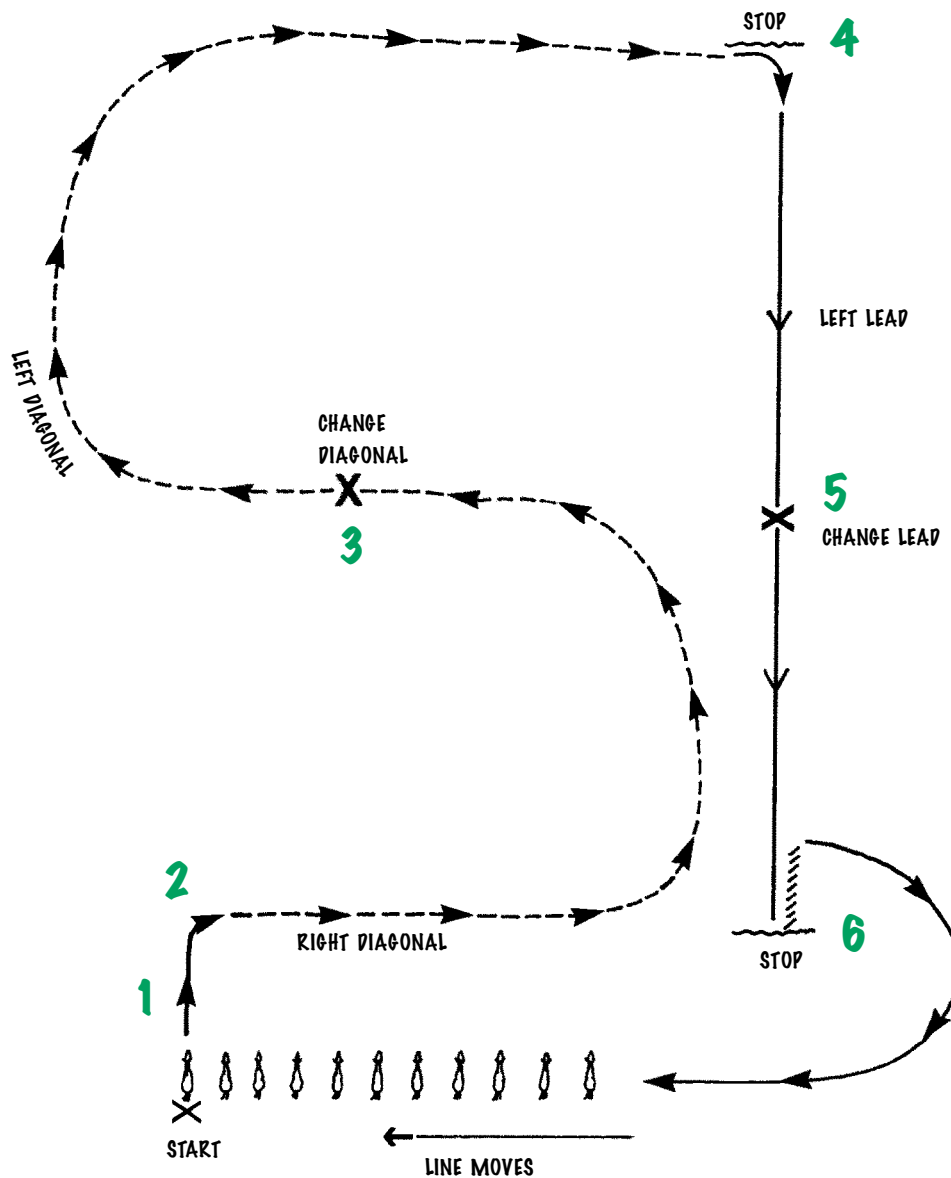 STOP
4
LEFT LEAD
LEFT DIAGONAL
CHANGE
DIAGONAL
3
5
CHANGE LEAD
2
RIGHT DIAGONAL
6
STOP
1
START
LINE MOVES